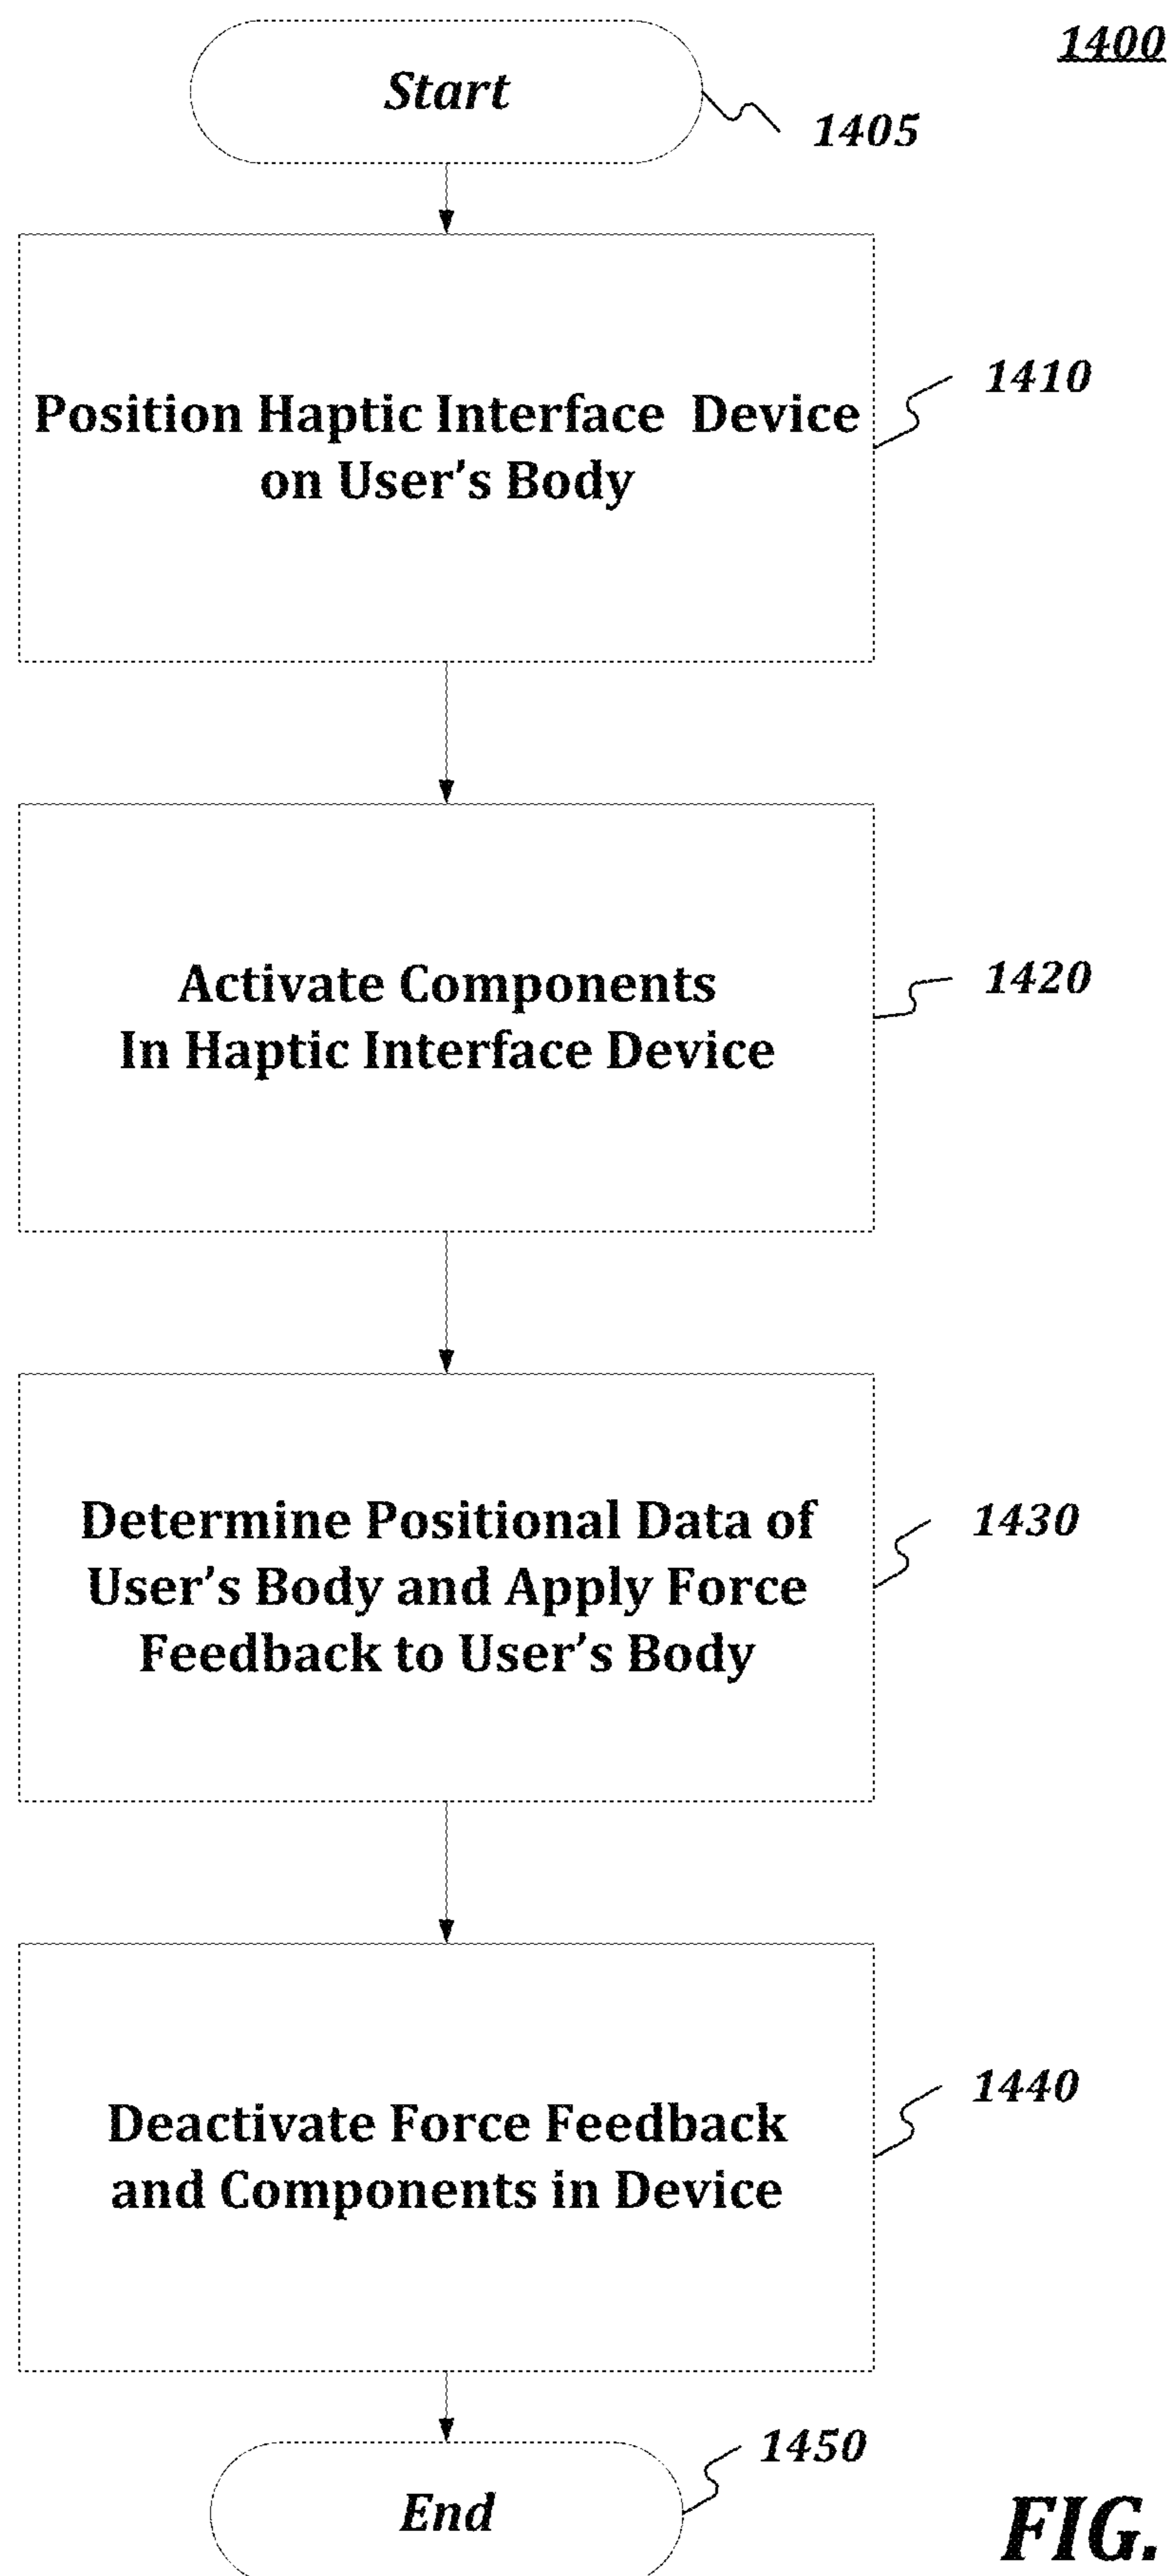 1400
Start
1405
Position Haptic Interface Device
on User's Body
1410
Activate Components
In Haptic Interface Device
1420
Determine Positional Data of
User's Body and Apply Force
Feedback to User's Body
1430
Deactivate Force Feedback
and Components in Device
1440
End
1450
FIG.